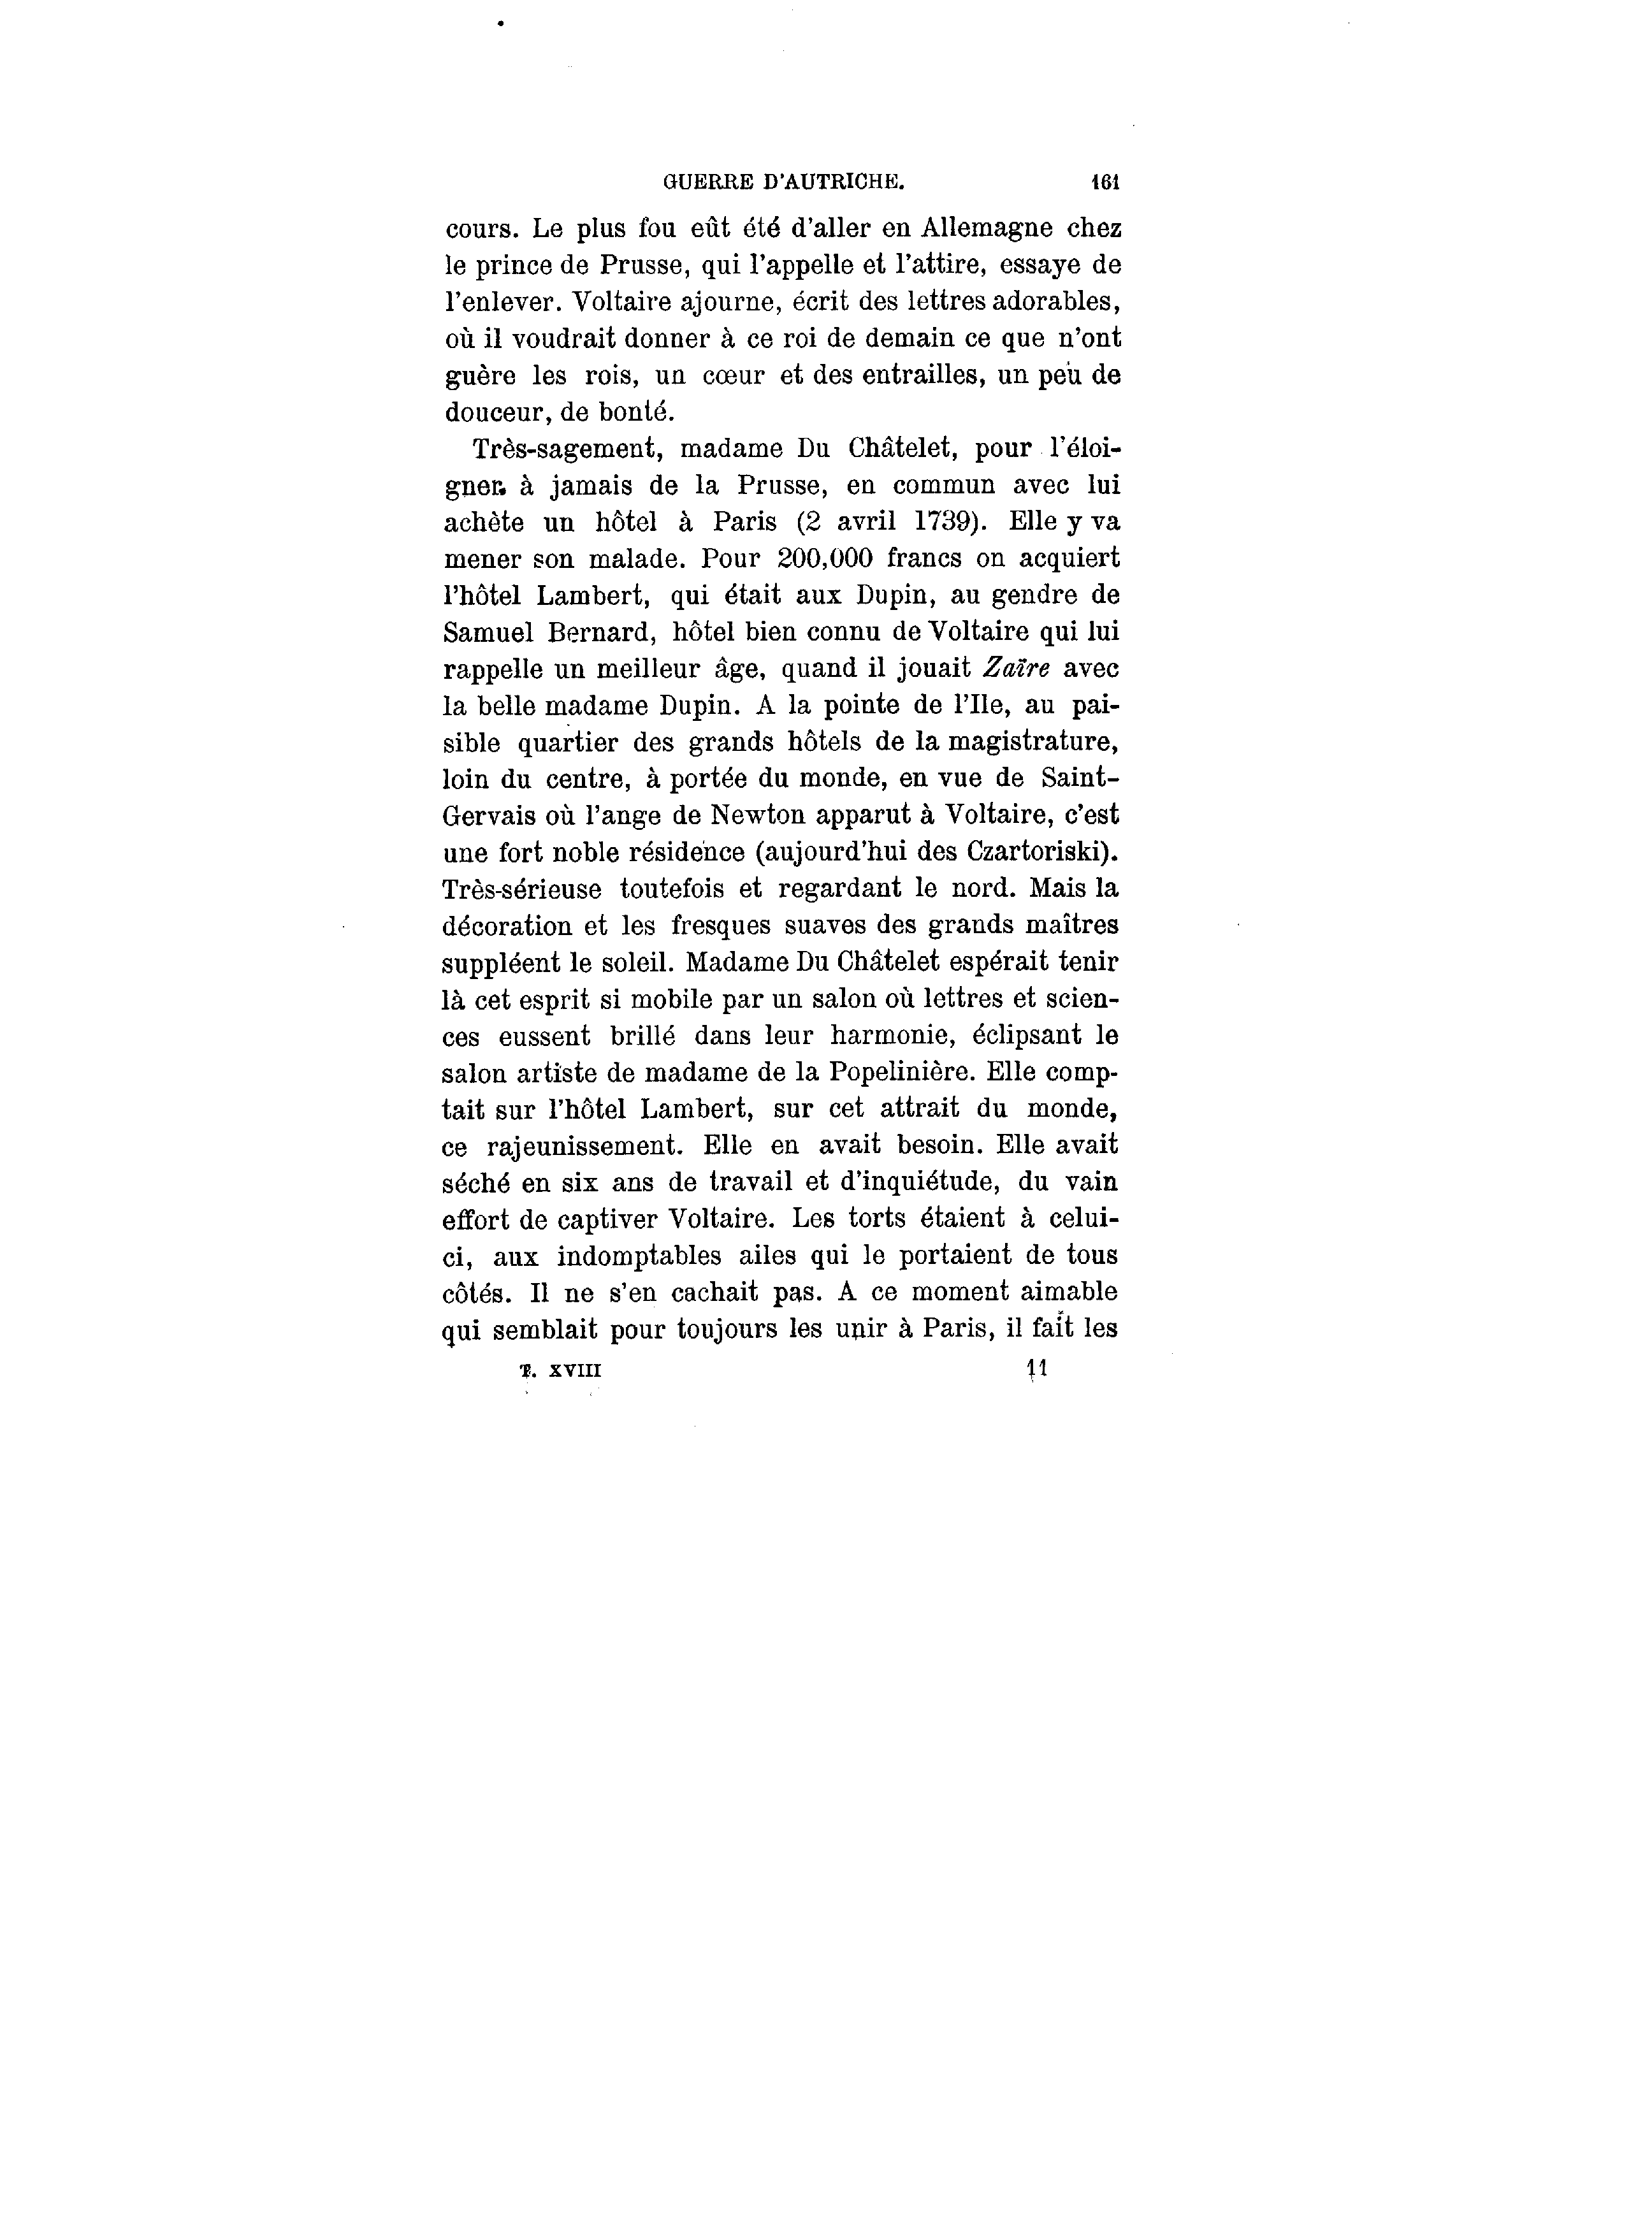 GUERRE D'AUTRICHE. 161
cours. Le plus fou eût été d'aller en Allemagne chez
le prince de Prusse, qui l'appelle et l'attire, essaye de
l'enlever. Voltaire ajourne, écrit des lettres adorables,
où il voudrait donner à ce roi de demain ce que n'ont
guère les rois, un cœur et des entrailles, un peu de
douceur, de bonté.
Très-sagement, madame Du Châtelet, pour l'éloi-
gner à jamais de la Prusse, en commun avec lui
achète un hôtel à Paris (2 avril 1739). Elle y va
mener son malade. Pour 200,000 francs on acquiert
l'hôtel Lambert, qui était aux Dupin, au gendre de
Samuel Bernard, hôtel bien connu de Voltaire qui lui
rappelle un meilleur âge, quand il jouait Zaïre avec
la belle madame Dupin. A la pointe de l'Ile, au pai-
sible quartier des grands hôtels de la magistrature,
loin du centre, à portée du monde, en vue de Saint-
Gervais où l'ange de Newton apparut à Voltaire, c'est
une fort noble résidence (aujourd'hui des Czartoriski).
Très-sérieuse toutefois et regardant le nord. Mais la
décoration et les fresques suaves des grands maîtres
suppléent le soleil. Madame Du Châtelet espérait tenir
là cet esprit si mobile par un salon où lettres et scien-
ces eussent brillé dans leur harmonie, éclipsant le
salon artiste de madame de la Popelinière. Elle comp-
tait sur l'hôtel Lambert, sur cet attrait du monde,
ce rajeunissement. Elle en avait besoin. Elle avait
séché en six ans de travail et d'inquiétude, du vain
effort de captiver Voltaire. Les torts étaient à celui-
ci, aux indomptables ailes qui le portaient de tous
côtés. Il ne s'en cachait pas. A ce moment aimable
qui semblait pour toujours les unir à Paris, il fait les
T. XVIII 11